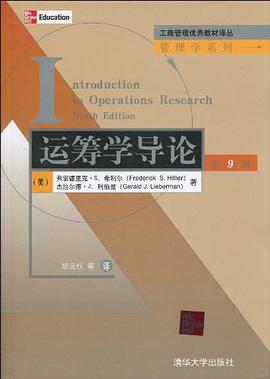 Education
工商管理优秀教材译丛
管理学系列
Introduction
to Operations Research
Ninth Edition
运筹学导论
第9版
(美) 弗雷德里克·S. 希利尔 (Frederick S. Hillier)
杰拉尔德·J. 利伯曼 (Gerald J. Lieberman) 著
胡运权 等 译
清华大学出版社